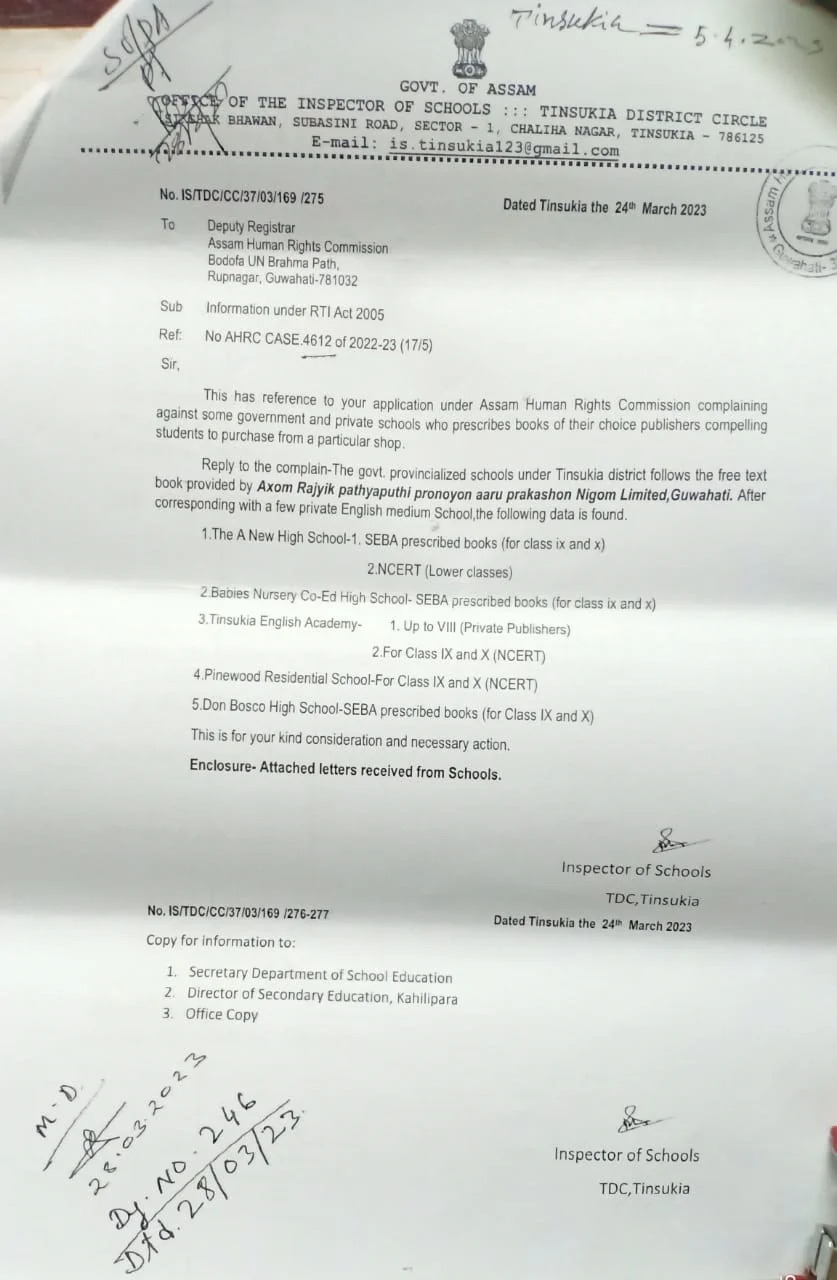 Tinsukia = 5.4.2023
GOVT. OF ASSAM
OFFICE OF THE INSPECTOR OF SCHOOLS ::: TINSUKIA DISTRICT CIRCLE
BHAWAN, SUBASINI ROAD, SECTOR - 1, CHALIHA NAGAR, TINSUKIA - 786125
E-mail: is.tinsukia123@gmail.com
No. IS/TDC/CC/37/03/169 /275
Dated Tinsukia the 24th March 2023
Assam
Guwahati-
To Deputy Registrar
Assam Human Rights Commission
Bodofa UN Brahma Path,
Rupnagar, Guwahati-781032
Sub Information under RTI Act 2005
Ref: No AHRC CASE.4612 of 2022-23 (17/5)
Sir,
This has reference to your application under Assam Human Rights Commission complaining
against some government and private schools who prescribes books of their choice publishers compelling
students to purchase from a particular shop.
Reply to the complain-The govt. provincialized schools under Tinsukia district follows the free text
book provided by Axom Rajyik pathyaputhi pronoyon aaru prakashon Nigom Limited,Guwahati. After
corresponding with a few private English medium School,the following data is found.
1.The A New High School-1. SEBA prescribed books (for class ix and x)
2.NCERT (Lower classes)
2.Babies Nursery Co-Ed High School- SEBA prescribed books (for class ix and x)
3.Tinsukia English Academy- 1. Up to VIII (Private Publishers)
2.For Class IX and X (NCERT)
4.Pinewood Residential School-For Class IX and X (NCERT)
5.Don Bosco High School-SEBA prescribed books (for Class IX and X)
This is for your kind consideration and necessary action.
Enclosure- Attached letters received from Schools.
Inspector of Schools
TDC,Tinsukia
No. IS/TDC/CC/37/03/169 /276-277
Dated Tinsukia the 24th March 2023
Copy for information to:
1. Secretary Department of School Education
2. Director of Secondary Education, Kahilipara
3. Office Copy
M.D.
28.03.2023
Dy. NO. 246
Dtd. 28/03/23
Inspector of Schools
TDC,Tinsukia